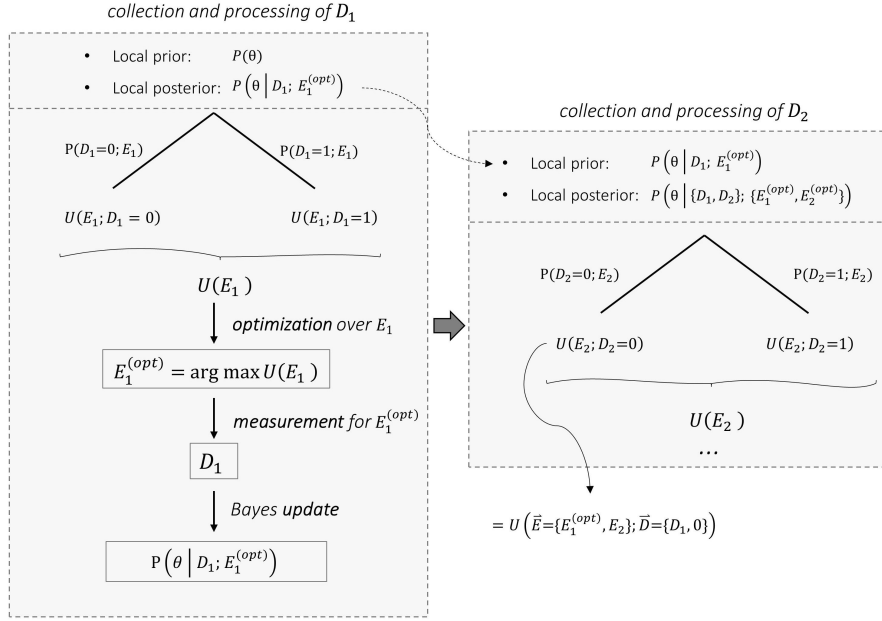 collection and processing of D₁
• Local prior: P(θ)
• Local posterior: P(θ | D₁; E₁^(opt))
P(D₁=0; E₁)
P(D₁=1; E₁)
U(E₁; D₁ = 0)
U(E₁; D₁=1)
U(E₁)
optimization over E₁
E₁^(opt) = arg max U(E₁)
measurement for E₁^(opt)
D₁
Bayes update
P(θ | D₁; E₁^(opt))
collection and processing of D₂
• Local prior: P(θ | D₁; E₁^(opt))
• Local posterior: P(θ | {D₁, D₂}; {E₁^(opt), E₂^(opt)})
P(D₂=0; E₂)
P(D₂=1; E₂)
U(E₂; D₂=0)
U(E₂; D₂=1)
U(E₂)
...
= U(E⃗={E₁^(opt), E₂}; D⃗={D₁, 0})